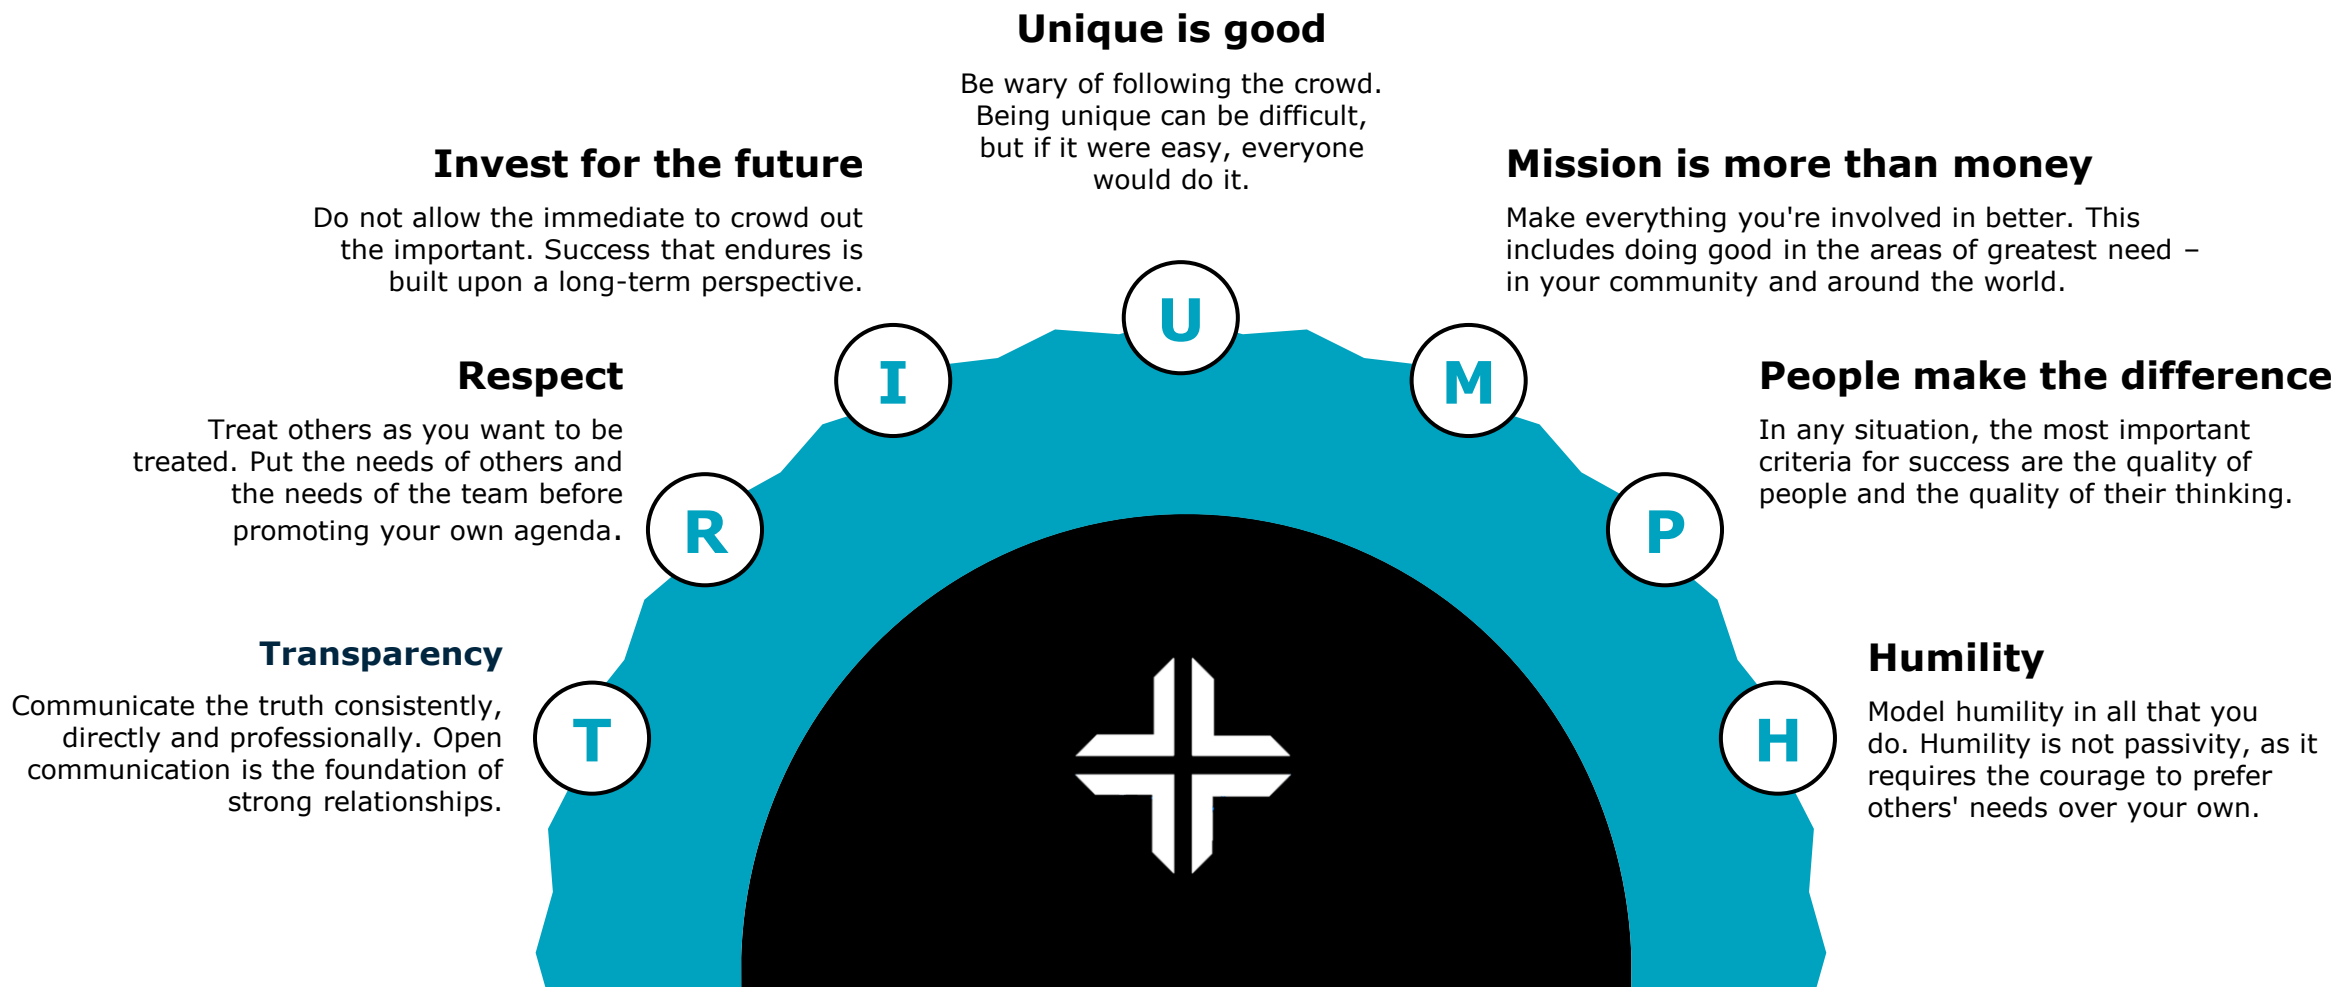 Unique is good
Be wary of following the crowd.
Being unique can be difficult,
but if it were easy, everyone
would do it.
Invest for the future
Do not allow the immediate to crowd out
the important. Success that endures is
built upon a long-term perspective.
Mission is more than money
Make everything you're involved in better. This
includes doing good in the areas of greatest need –
in your community and around the world.
U
I
M
Respect
Treat others as you want to be
treated. Put the needs of others and
the needs of the team before
promoting your own agenda.
R
People make the difference
In any situation, the most important
criteria for success are the quality of
people and the quality of their thinking.
P
Transparency
Communicate the truth consistently,
directly and professionally. Open
communication is the foundation of
strong relationships.
T
Humility
Model humility in all that you
do. Humility is not passivity, as it
requires the courage to prefer
others' needs over your own.
H